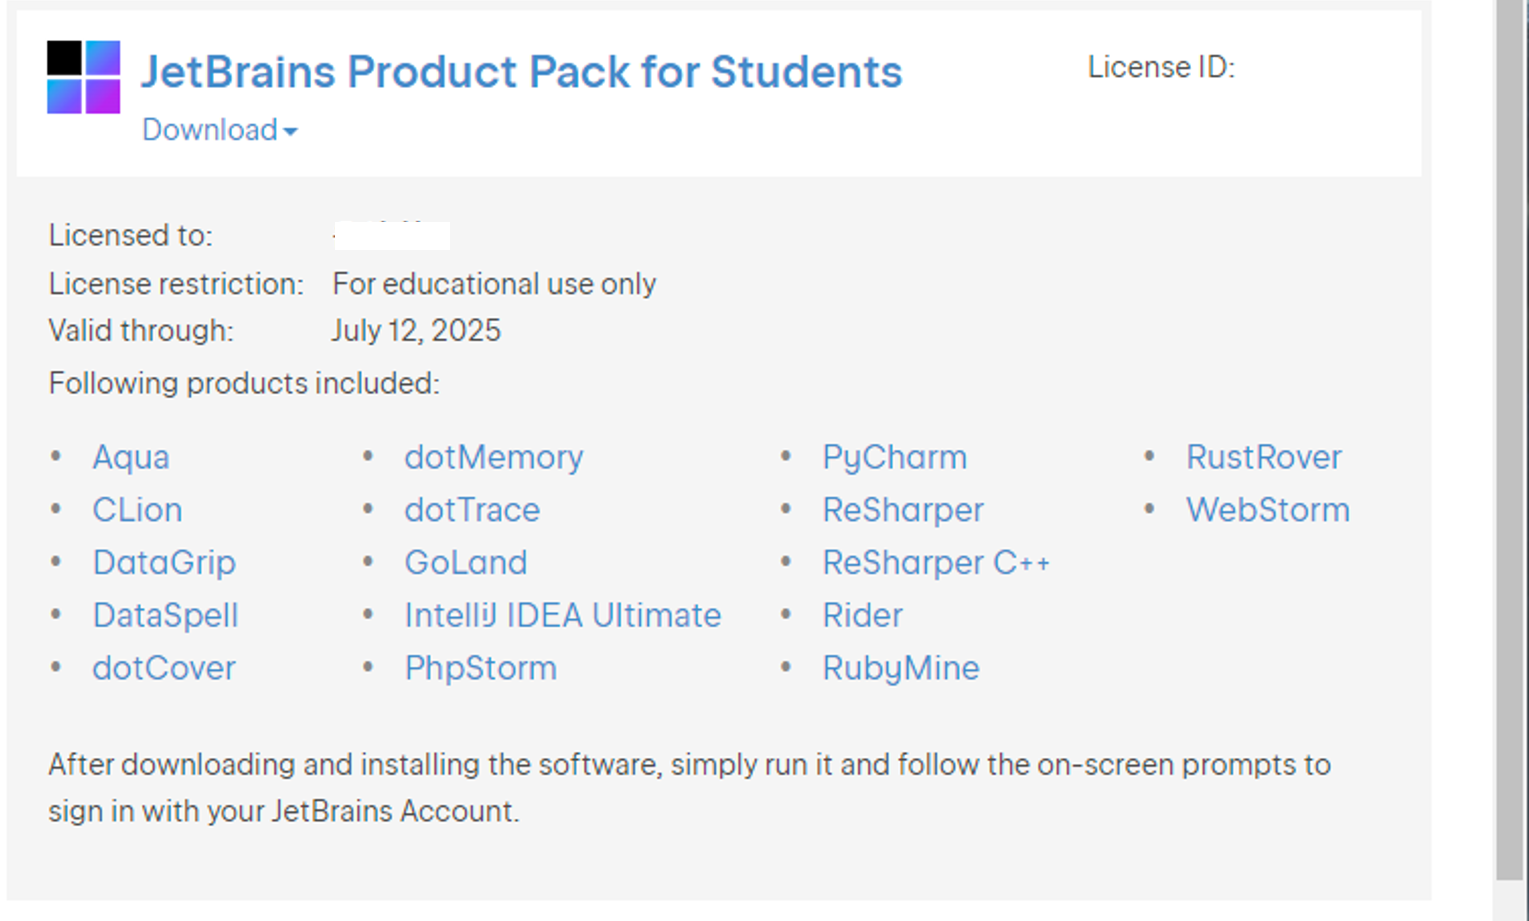 JetBrains Product Pack for Students
License ID:
Download
Licensed to:
License restriction: For educational use only
Valid through: July 12, 2025
Following products included:
• Aqua
• CLion
• DataGrip
• DataSpell
• dotCover
• dotMemory
• dotTrace
• GoLand
• IntelliJ IDEA Ultimate
• PhpStorm
• PyCharm
• ReSharper
• ReSharper C++
• Rider
• RubyMine
• RustRover
• WebStorm
After downloading and installing the software, simply run it and follow the on-screen prompts to
sign in with your JetBrains Account.